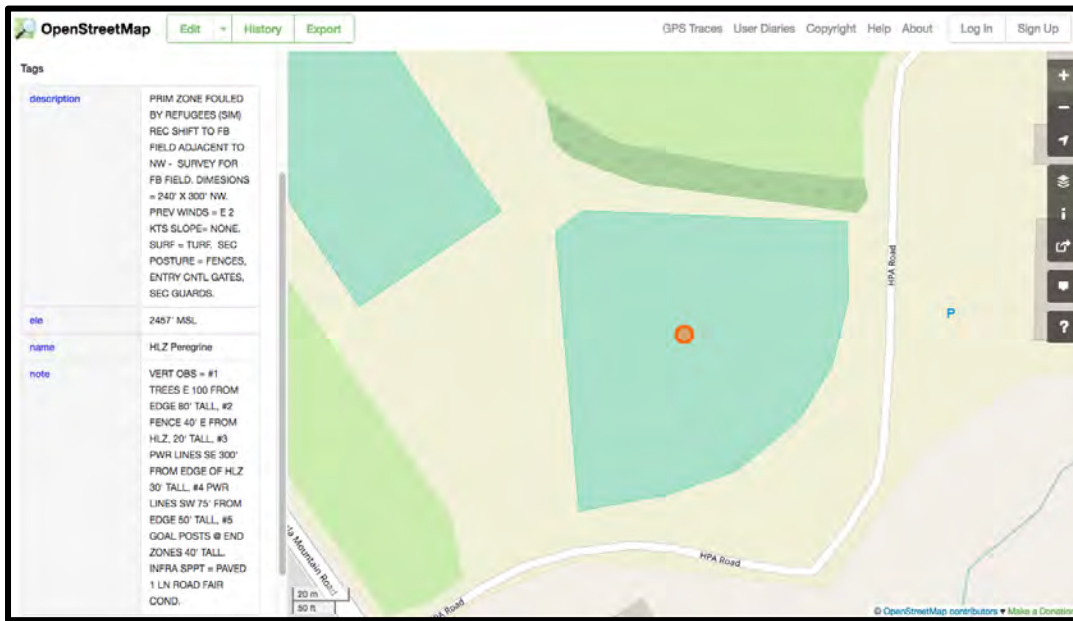 OpenStreetMap
Edit
History
Export
GPS Traces
User Diaries
Copyright
Help
About
Log In
Sign Up
Tags
description
PRIM ZONE FOULED
BY REFUGEES (SIM)
REC SHIFT TO FB
FIELD ADJACENT TO
NW - SURVEY FOR
FB FIELD. DIMESIONS
= 240' X 300' NW.
PREV WINDS = E 2
KTS SLOPE= NONE.
SURF = TURF. SEC
POSTURE = FENCES,
ENTRY CNTL GATES,
SEC GUARDS.
ele
2457' MSL
name
HLZ Peregrine
note
VERT OBS = #1
TREES E 100 FROM
EDGE 80' TALL, #2
FENCE 40' E FROM
HLZ, 20' TALL, #3
PWR LINES SE 300'
FROM EDGE OF HLZ
30' TALL, #4 PWR
LINES SW 75' FROM
EDGE 50' TALL, #5
GOAL POSTS @ END
ZONES 40' TALL.
INFRA SPPT = PAVED
1 LN ROAD FAIR
COND.
HPA Road
P
HPA Road
HPA Road
la Mountain Road
20 m
50 ft
© OpenStreetMap contributors ♥ Make a Donation